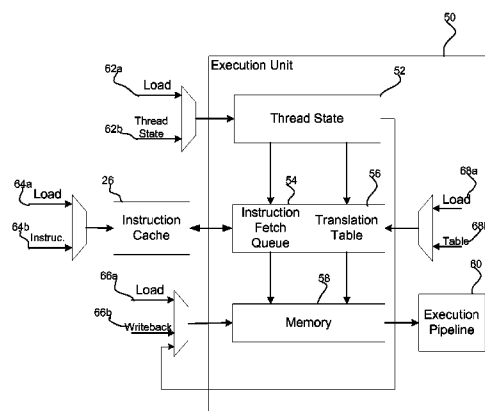 50
62a
Execution Unit
52
Load
Thread State
62b
Thread
State
64a
Load
26
54
56
68a
Load
Instruction
Cache
Instruction
Fetch
Queue
Translation
Table
64b
Instruc.
68b
Table
66a
58
60
Load
Memory
Execution
Pipeline
66b
Writeback